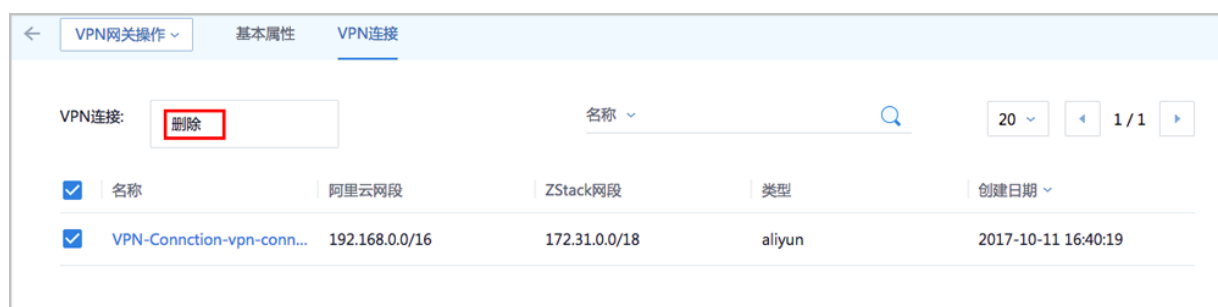 VPN网关操作 基本属性 VPN连接
VPN连接: 删除 名称 20 1 / 1
名称 阿里云网段 ZStack网段 类型 创建日期
VPN-Connction-vpn-conn... 192.168.0.0/16 172.31.0.0/18 aliyun 2017-10-11 16:40:19